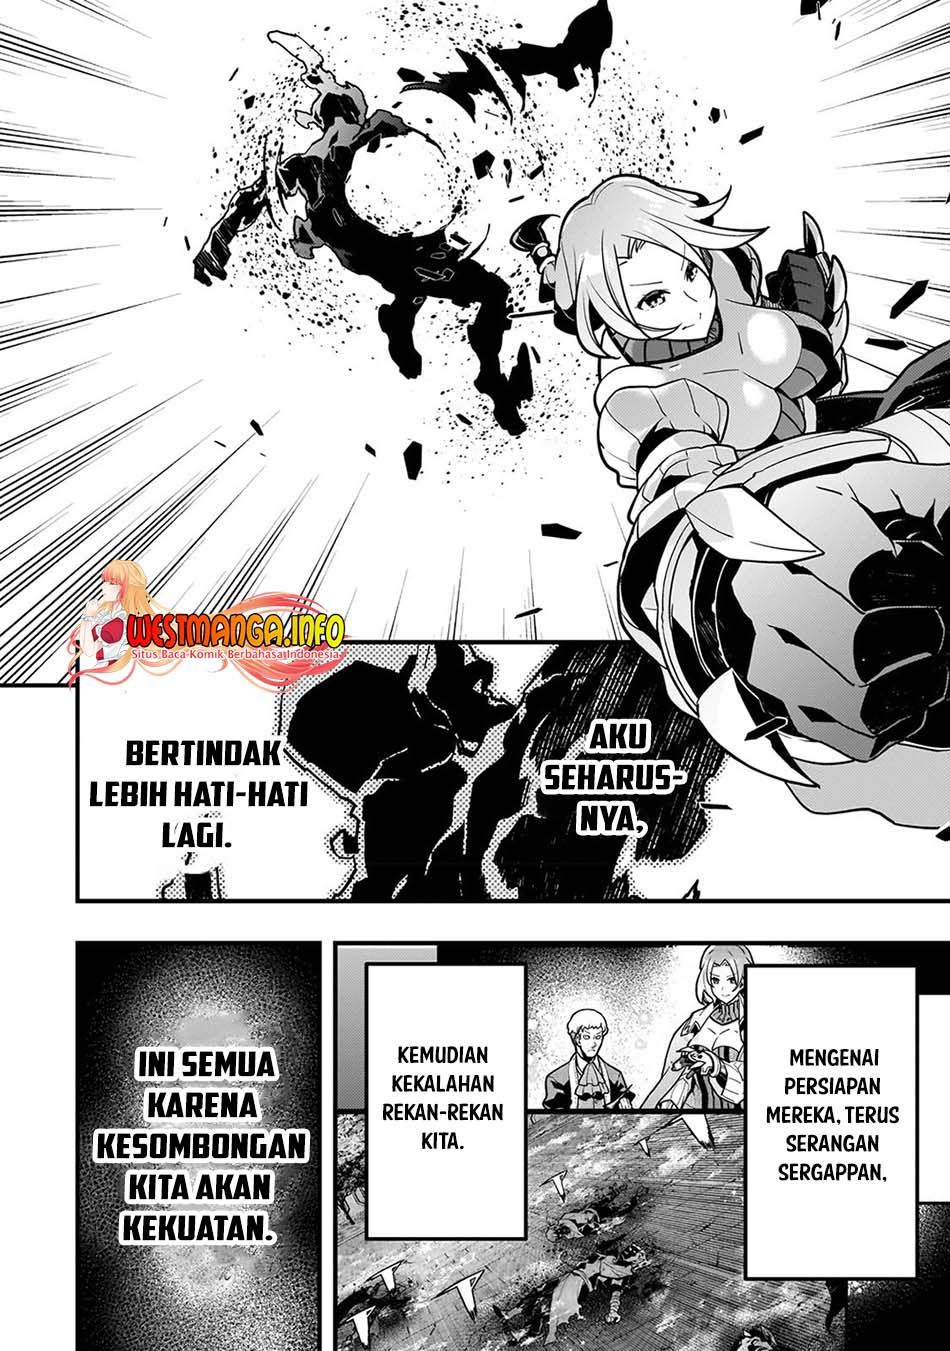 WESTMANGA.INFO
Situs Baca Komik Berbahasa Indonesia
AKU
SEHARUS-
NYA,
BERTINDAK
LEBIH HATI-HATI
LAGI.
MENGENAI
PERSIAPAN
MEREKA, TERUS
SERANGAN
SERGAPPAN,
KEMUDIAN
KEKALAHAN
REKAN-REKAN
KITA.
INI SEMUA
KARENA
KESOMBONGAN
KITA AKAN
KEKUATAN.